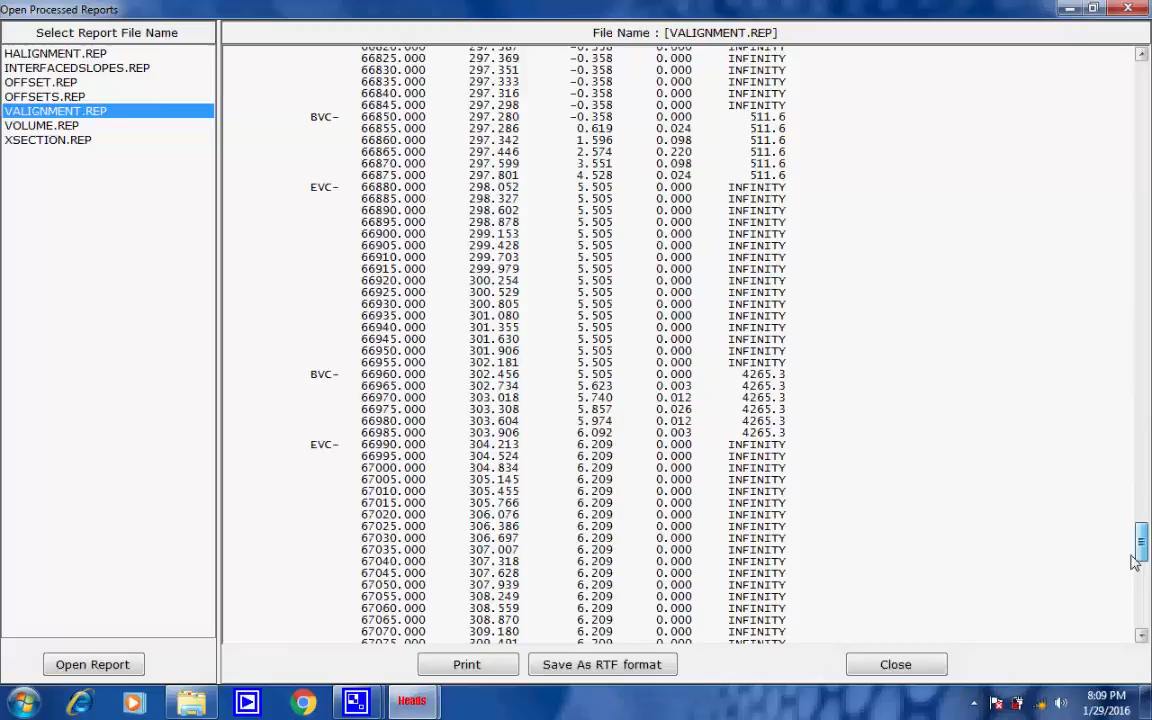 Open Processed Reports
Select Report File Name
File Name : [VALIGNMENT.REP]
HALIGNMENT.REP
INTERFACEDSLOPES.REP
OFFSET.REP
OFFSETS.REP
VALIGNMENT.REP
VOLUME.REP
XSECTION.REP
66820.000 297.387 -0.358 0.000 INFINITY
66825.000 297.369 -0.358 0.000 INFINITY
66830.000 297.351 -0.358 0.000 INFINITY
66835.000 297.333 -0.358 0.000 INFINITY
66840.000 297.316 -0.358 0.000 INFINITY
66845.000 297.298 -0.358 0.000 INFINITY
BVC- 66850.000 297.280 -0.358 0.000 511.6
66855.000 297.286 0.619 0.024 511.6
66860.000 297.342 1.596 0.098 511.6
66865.000 297.446 2.574 0.220 511.6
66870.000 297.599 3.551 0.098 511.6
66875.000 297.801 4.528 0.024 511.6
EVC- 66880.000 298.052 5.505 0.000 INFINITY
66885.000 298.327 5.505 0.000 INFINITY
66890.000 298.602 5.505 0.000 INFINITY
66895.000 298.878 5.505 0.000 INFINITY
66900.000 299.153 5.505 0.000 INFINITY
66905.000 299.428 5.505 0.000 INFINITY
66910.000 299.703 5.505 0.000 INFINITY
66915.000 299.979 5.505 0.000 INFINITY
66920.000 300.254 5.505 0.000 INFINITY
66925.000 300.529 5.505 0.000 INFINITY
66930.000 300.805 5.505 0.000 INFINITY
66935.000 301.080 5.505 0.000 INFINITY
66940.000 301.355 5.505 0.000 INFINITY
66945.000 301.630 5.505 0.000 INFINITY
66950.000 301.906 5.505 0.000 INFINITY
66955.000 302.181 5.505 0.000 INFINITY
BVC- 66960.000 302.456 5.505 0.000 4265.3
66965.000 302.734 5.623 0.003 4265.3
66970.000 303.018 5.740 0.012 4265.3
66975.000 303.308 5.857 0.026 4265.3
66980.000 303.604 5.974 0.012 4265.3
66985.000 303.906 6.092 0.003 4265.3
EVC- 66990.000 304.213 6.209 0.000 INFINITY
66995.000 304.524 6.209 0.000 INFINITY
67000.000 304.834 6.209 0.000 INFINITY
67005.000 305.145 6.209 0.000 INFINITY
67010.000 305.455 6.209 0.000 INFINITY
67015.000 305.766 6.209 0.000 INFINITY
67020.000 306.076 6.209 0.000 INFINITY
67025.000 306.386 6.209 0.000 INFINITY
67030.000 306.697 6.209 0.000 INFINITY
67035.000 307.007 6.209 0.000 INFINITY
67040.000 307.318 6.209 0.000 INFINITY
67045.000 307.628 6.209 0.000 INFINITY
67050.000 307.939 6.209 0.000 INFINITY
67055.000 308.249 6.209 0.000 INFINITY
67060.000 308.559 6.209 0.000 INFINITY
67065.000 308.870 6.209 0.000 INFINITY
67070.000 309.180 6.209 0.000 INFINITY
67075.000 309.491 6.209 0.000 INFINITY
Open Report
Print
Save As RTF format
Close
Heads
8:09 PM
1/29/2016